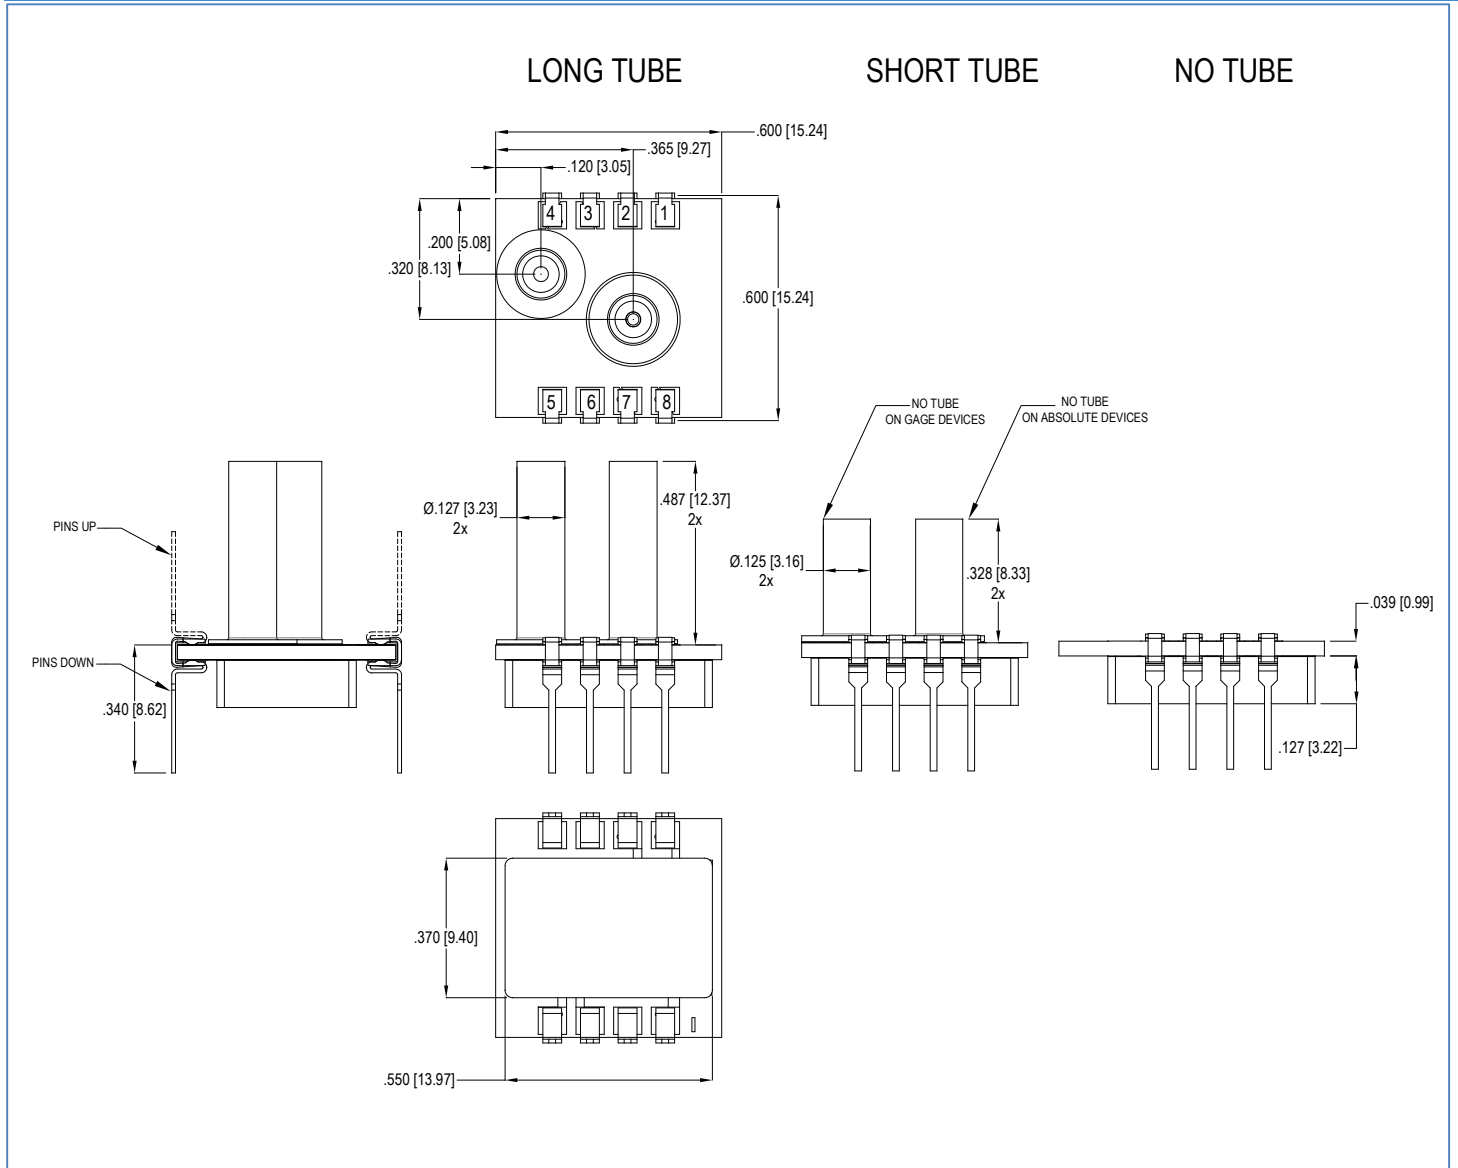 LONG TUBE
SHORT TUBE
NO TUBE
.600 [15.24]
.365 [9.27]
.120 [3.05]
4
3
2
1
.200 [5.08]
.320 [8.13]
.600 [15.24]
5
6
7
8
NO TUBE
ON GAGE DEVICES
NO TUBE
ON ABSOLUTE DEVICES
PINS UP
Ø.127 [3.23]
2x
.487 [12.37]
2x
Ø.125 [3.16]
2x
.328 [8.33]
2x
.039 [0.99]
PINS DOWN
.340 [8.62]
.127 [3.22]
.370 [9.40]
.550 [13.97]